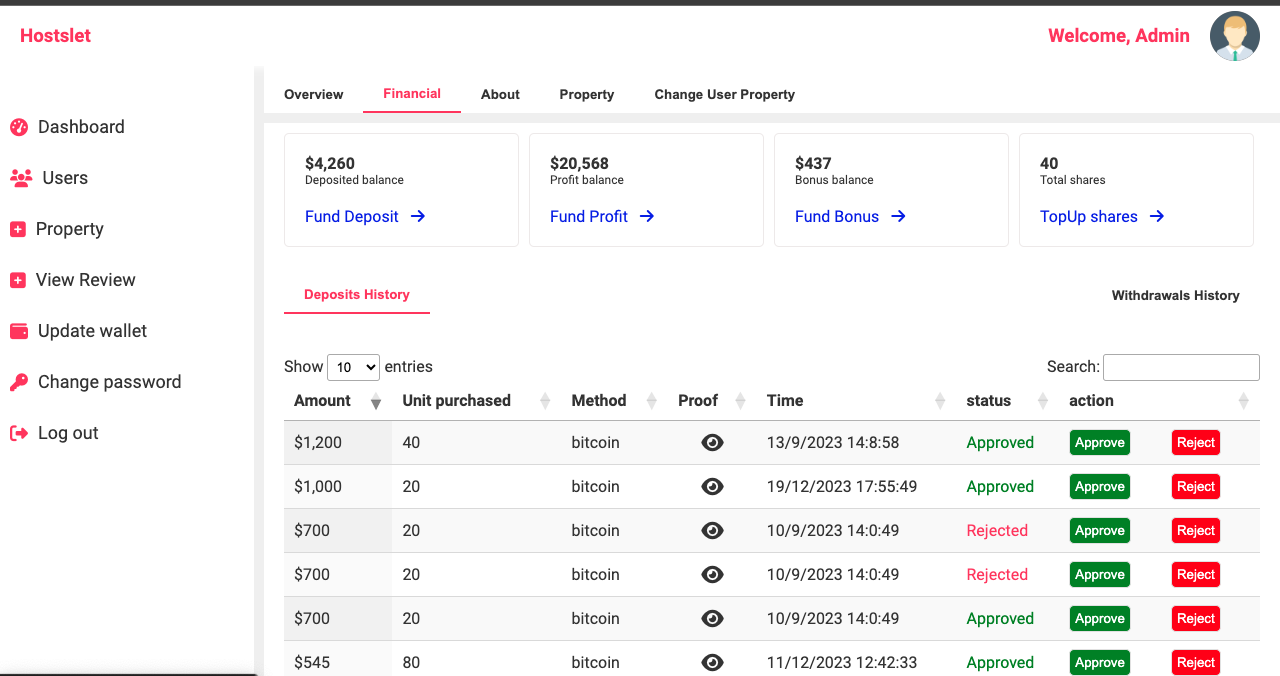 Hostslet
Welcome, Admin
Dashboard
Users
Property
View Review
Update wallet
Change password
Log out
Overview Financial About Property Change User Property
$4,260 $20,568 $437 40
Deposited balance Profit balance Bonus balance Total shares
Fund Deposit Fund Profit Fund Bonus TopUp shares
Deposits History Withdrawals History
Show 10 entries Search:
Amount Unit purchased Method Proof Time status action
$1,200 40 bitcoin 13/9/2023 14:8:58 Approved Approve Reject
$1,000 20 bitcoin 19/12/2023 17:55:49 Approved Approve Reject
$700 20 bitcoin 10/9/2023 14:0:49 Rejected Approve Reject
$700 20 bitcoin 10/9/2023 14:0:49 Rejected Approve Reject
$700 20 bitcoin 10/9/2023 14:0:49 Approved Approve Reject
$545 80 bitcoin 11/12/2023 12:42:33 Approved Approve Reject